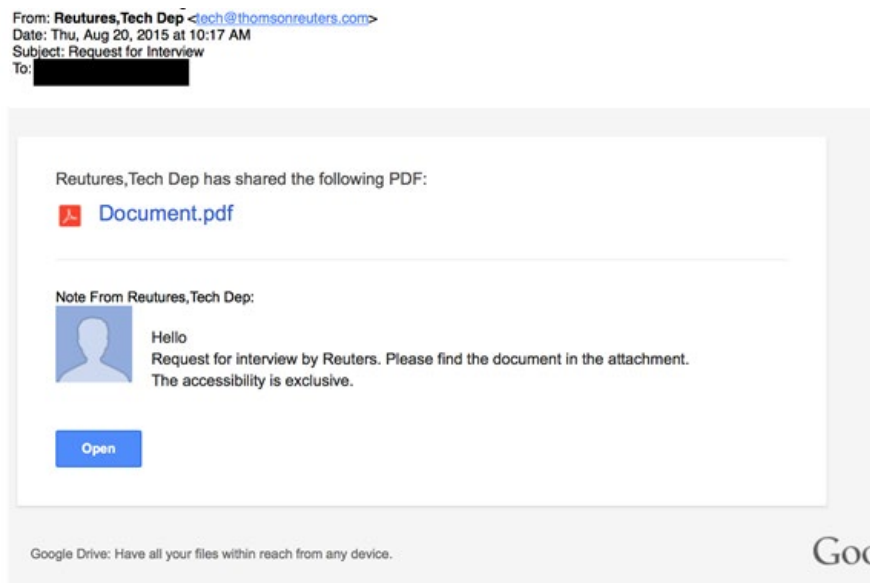 From: Reutures,Tech Dep <tech@thomsonreuters.com>
Date: Thu, Aug 20, 2015 at 10:17 AM
Subject: Request for Interview
To:
Reutures,Tech Dep has shared the following PDF:
Document.pdf
Note From Reutures,Tech Dep:
Hello
Request for interview by Reuters. Please find the document in the attachment.
The accessibility is exclusive.
Open
Google Drive: Have all your files within reach from any device.
Goo